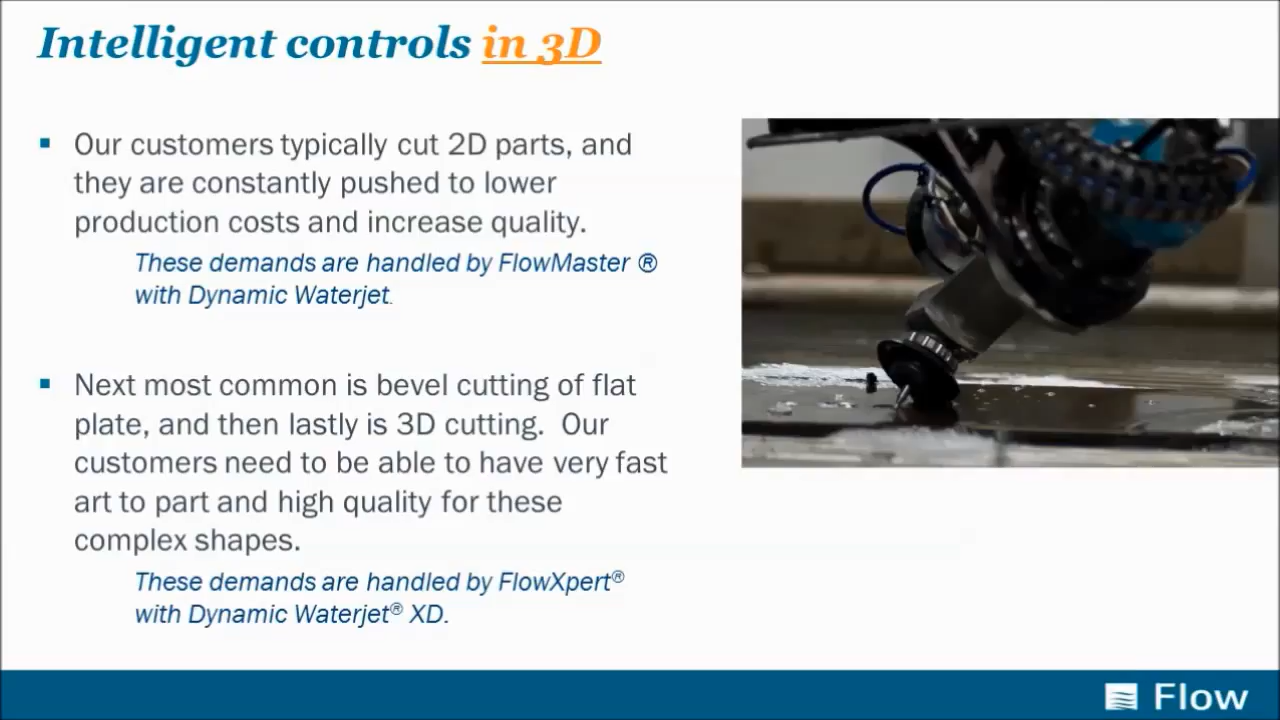 Intelligent controls in 3D
Our customers typically cut 2D parts, and
they are constantly pushed to lower
production costs and increase quality.
These demands are handled by FlowMaster ®
with Dynamic Waterjet.
Next most common is bevel cutting of flat
plate, and then lastly is 3D cutting.  Our
customers need to be able to have very fast
art to part and high quality for these
complex shapes.
These demands are handled by FlowXpert®
with Dynamic Waterjet® XD.
Flow